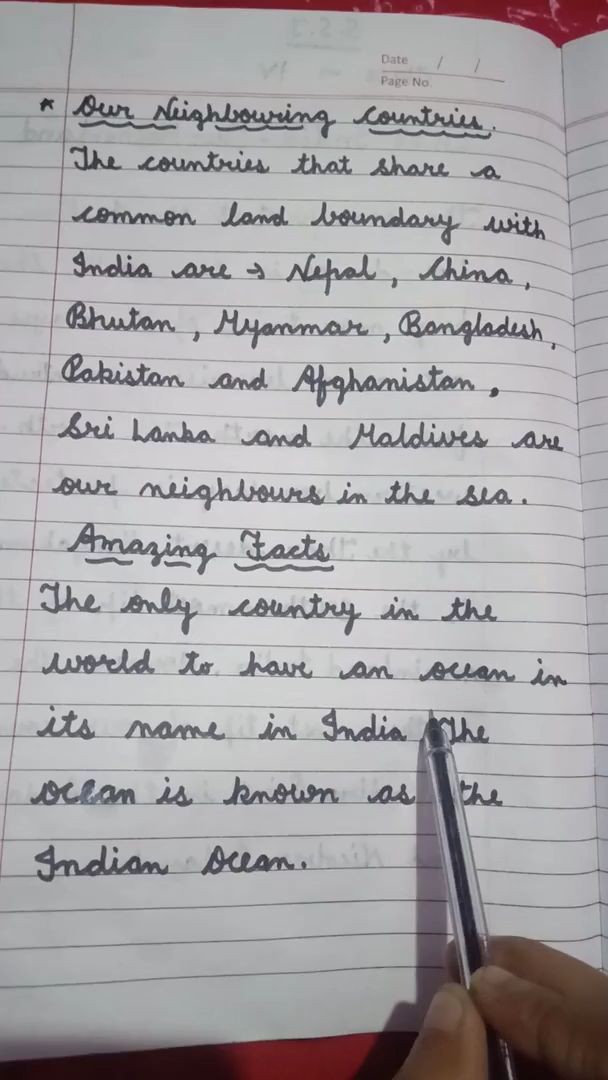 Date / /
Page No.
* Our Neighbouring Countries.
The countries that share a
common land boundary with
India are → Nepal, China,
Bhutan, Myanmar, Bangladesh,
Pakistan and Afghanistan,
Sri Lanka and Maldives are
our neighbours in the sea.
Amazing Facts
The only country in the
world to have an ocean in
its name in India The
ocean is known as the
Indian Ocean.